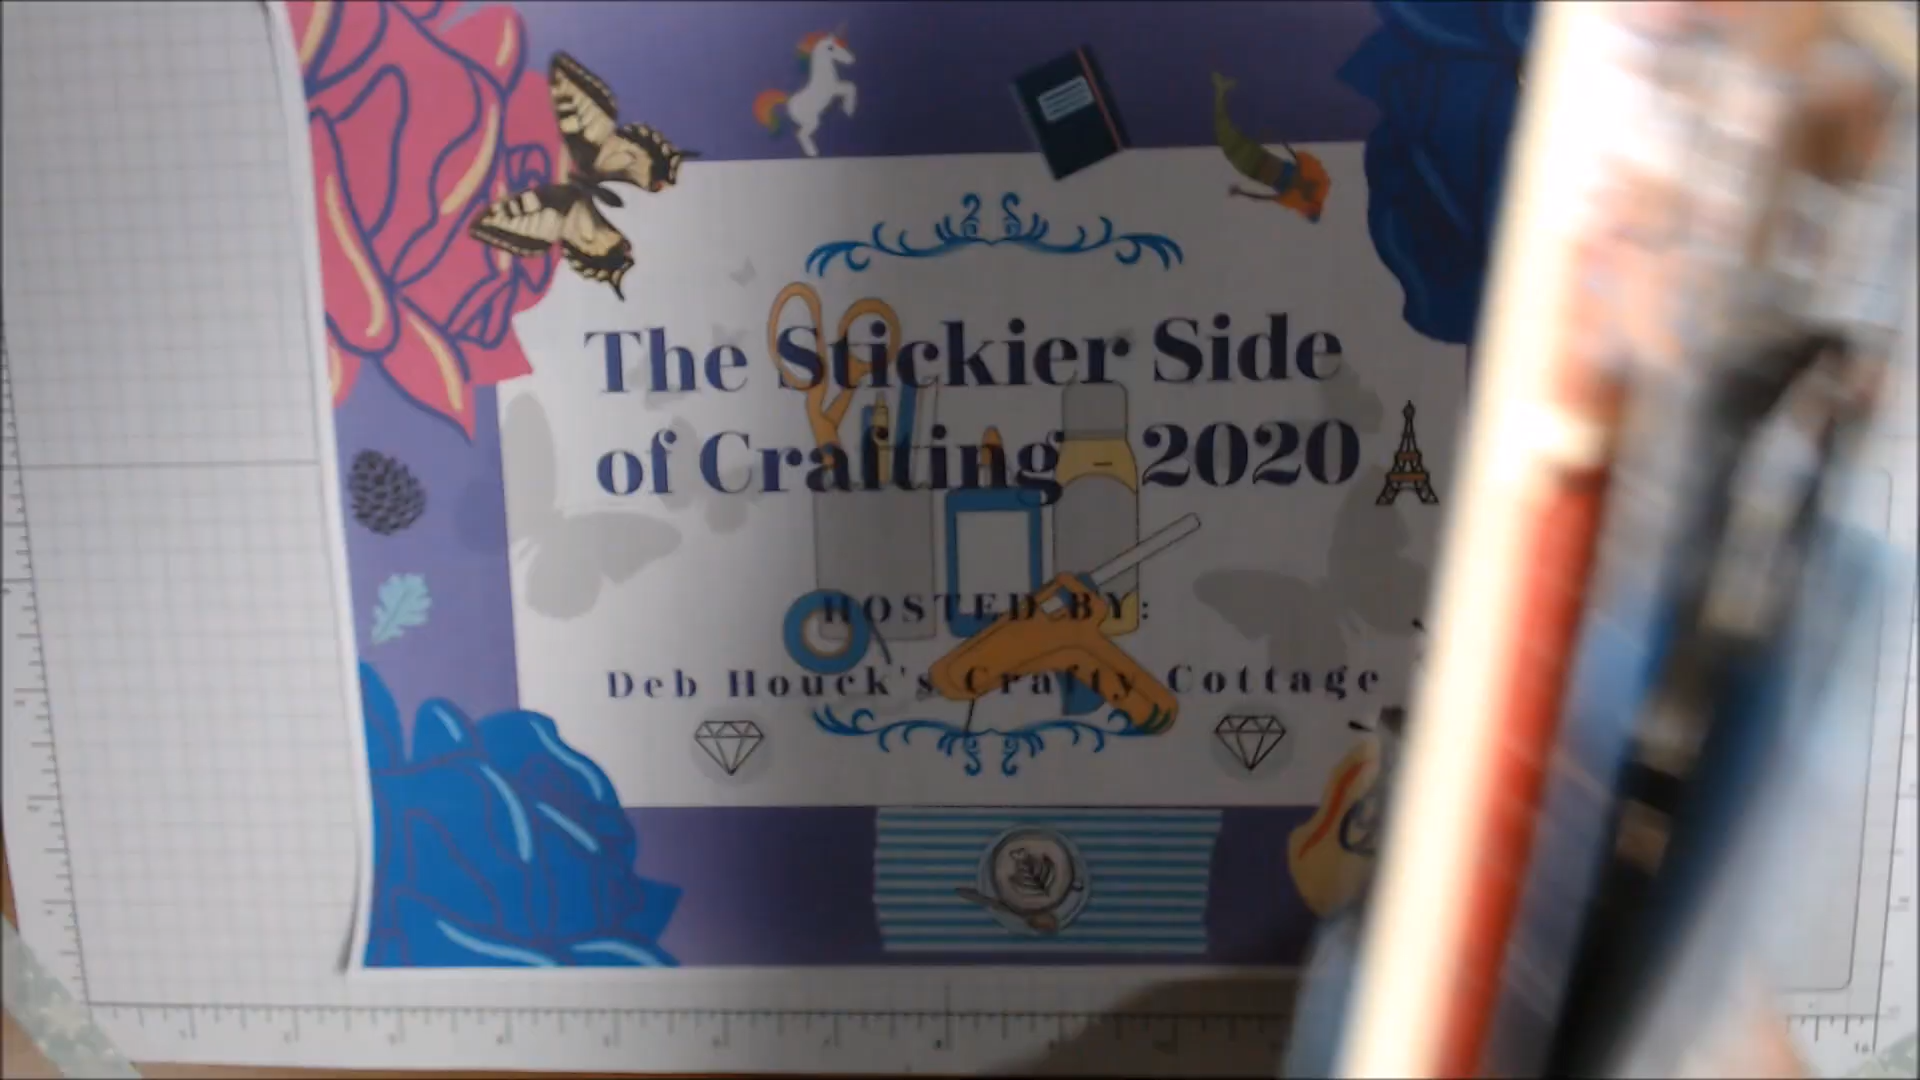 The Stickier Side
of Crafting - 2020
HOSTED BY:
Deb Houck's Crafty Cottage